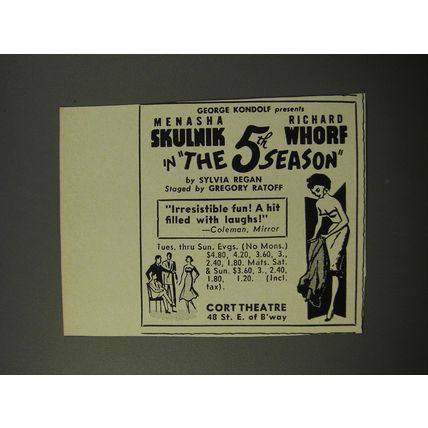 GEORGE KONDOLF presents
MENASHA RICHARD
SKULNIK WHORF
IN "THE 5th SEASON"
by SYLVIA REGAN
Staged by GREGORY RATOFF
"Irresistible fun! A hit
filled with laughs!"
—Coleman, Mirror
Tues. thru Sun. Evgs. (No Mons.)
$4.80, 4.20, 3.60, 3.,
2.40, 1.80. Mats. Sat.
& Sun. $3.60, 3., 2.40,
1.80, 1.20. (Incl.
tax).
CORT THEATRE
48 St. E. of B'way